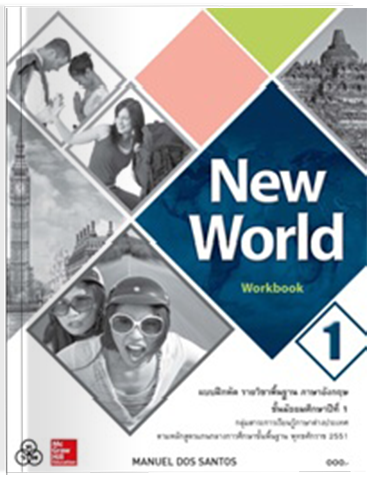 New
World
Workbook
1
แบบฝึกหัด รายวิชาพื้นฐาน ภาษาอังกฤษ
ชั้นมัธยมศึกษาปีที่ 1
กลุ่มสาระการเรียนรู้ภาษาต่างประเทศ
ตามหลักสูตรแกนกลางการศึกษาขั้นพื้นฐาน พุทธศักราช 2551
Mc
Graw
Hill
Education
MANUEL DOS SANTOS